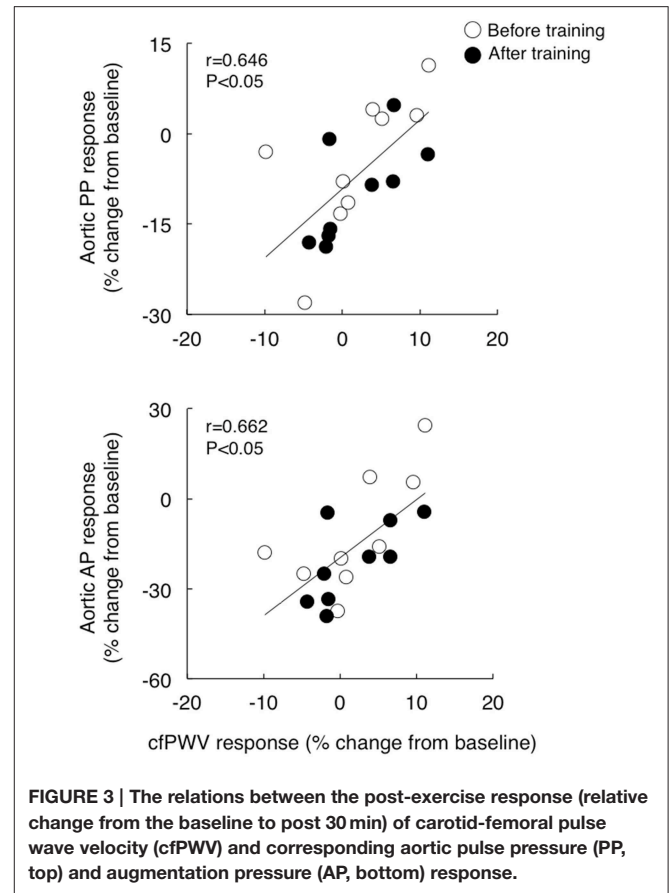 Before training
After training
r=0.646
P<0.05
Aortic PP response
(% change from baseline)
15
0
-15
-30
-20 -10 0 10 20
r=0.662
P<0.05
Aortic AP response
(% change from baseline)
30
0
-30
-60
-20 -10 0 10 20
cfPWV response (% change from baseline)
FIGURE 3 | The relations between the post-exercise response (relative
change from the baseline to post 30 min) of carotid-femoral pulse
wave velocity (cfPWV) and corresponding aortic pulse pressure (PP,
top) and augmentation pressure (AP, bottom) response.